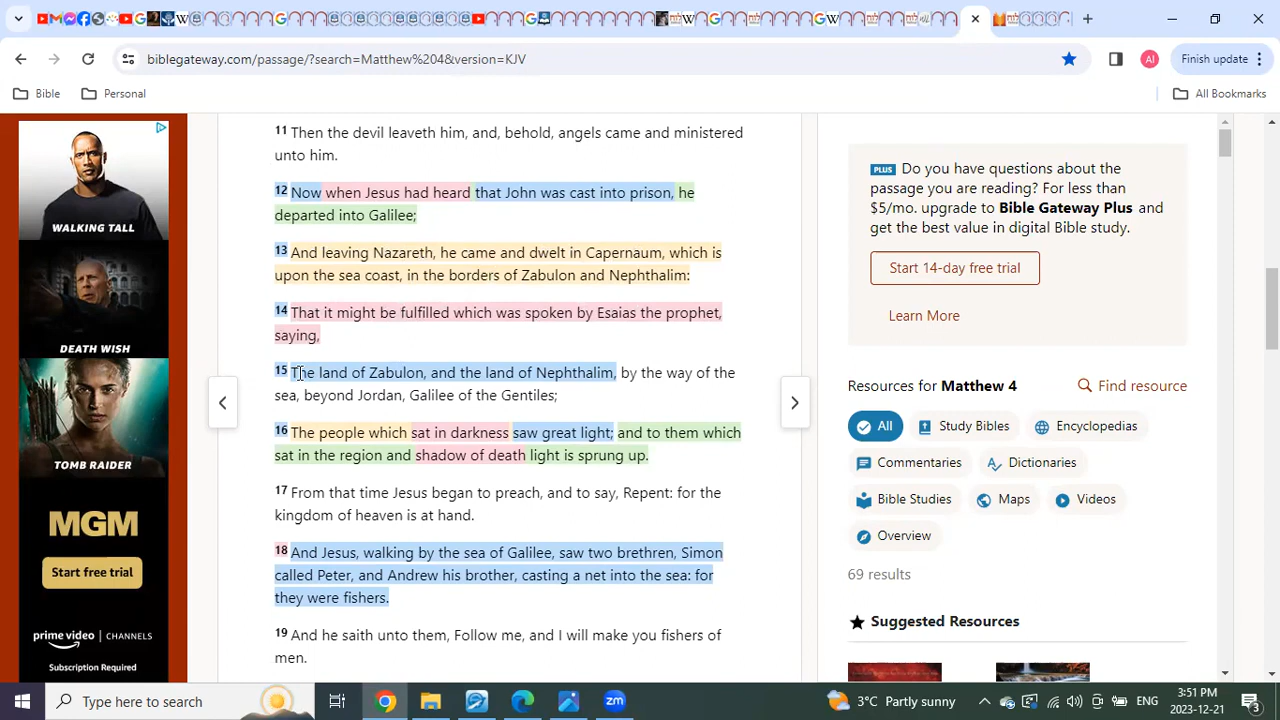 biblegateway.com/passage/?search=Matthew%204&version=KJV
AI
Finish update
Bible
Personal
All Bookmarks
WALKING TALL
DEATH WISH
TOMB RAIDER
MGM
Start free trial
prime video | CHANNELS
Subscription Required
11 Then the devil leaveth him, and, behold, angels came and ministered
unto him.
12 Now when Jesus had heard that John was cast into prison, he
departed into Galilee;
13 And leaving Nazareth, he came and dwelt in Capernaum, which is
upon the sea coast, in the borders of Zabulon and Nephthalim:
14 That it might be fulfilled which was spoken by Esaias the prophet,
saying,
15 The land of Zabulon, and the land of Nephthalim, by the way of the
sea, beyond Jordan, Galilee of the Gentiles;
16 The people which sat in darkness saw great light; and to them which
sat in the region and shadow of death light is sprung up.
17 From that time Jesus began to preach, and to say, Repent: for the
kingdom of heaven is at hand.
18 And Jesus, walking by the sea of Galilee, saw two brethren, Simon
called Peter, and Andrew his brother, casting a net into the sea: for
they were fishers.
19 And he saith unto them, Follow me, and I will make you fishers of
men.
PLUS Do you have questions about the
passage you are reading? For less than
$5/mo. upgrade to Bible Gateway Plus and
get the best value in digital Bible study.
Start 14-day free trial
Learn More
Resources for Matthew 4
Find resource
All
Study Bibles
Encyclopedias
Commentaries
Dictionaries
Bible Studies
Maps
Videos
Overview
69 results
Suggested Resources
Type here to search
zm
3°C Partly sunny
ENG
3:51 PM
2023-12-21
3